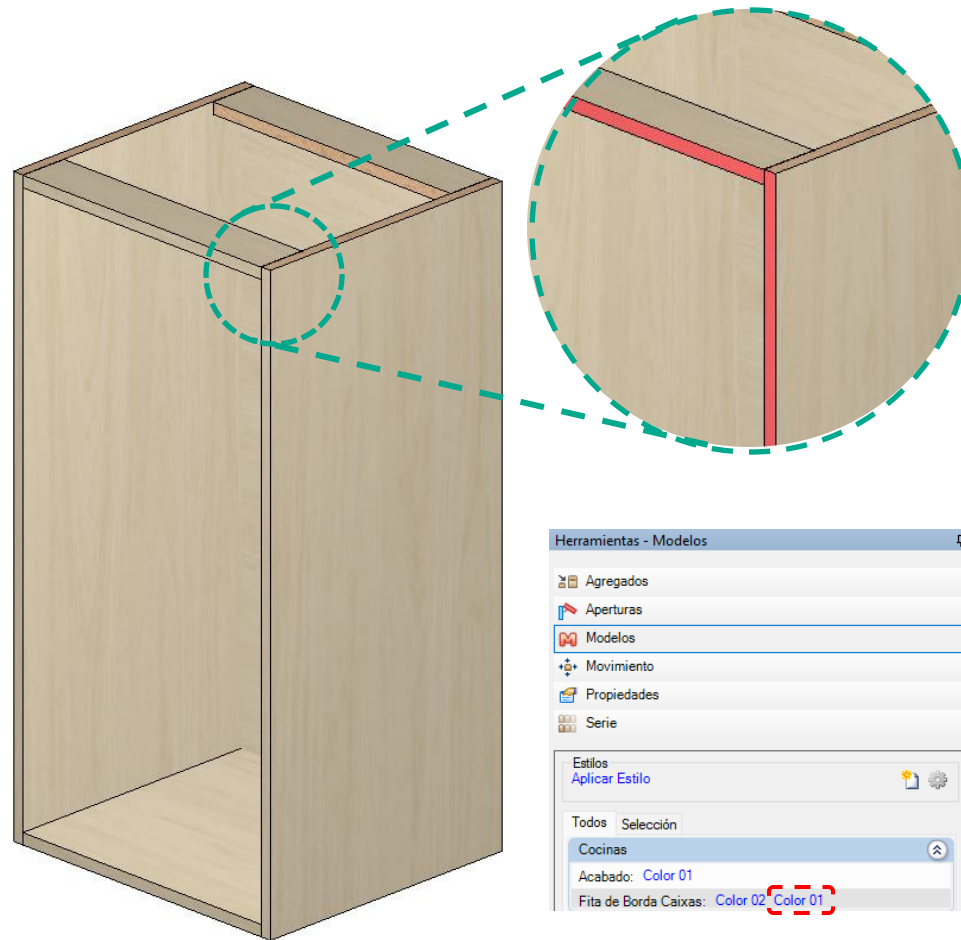 Herramientas - Modelos
Agregados
Aperturas
Modelos
Movimiento
Propiedades
Serie
Estilos
Aplicar Estilo
Todos Selección
Cocinas
Acabado: Color 01
Fita de Borda Caixas: Color 02 Color 01